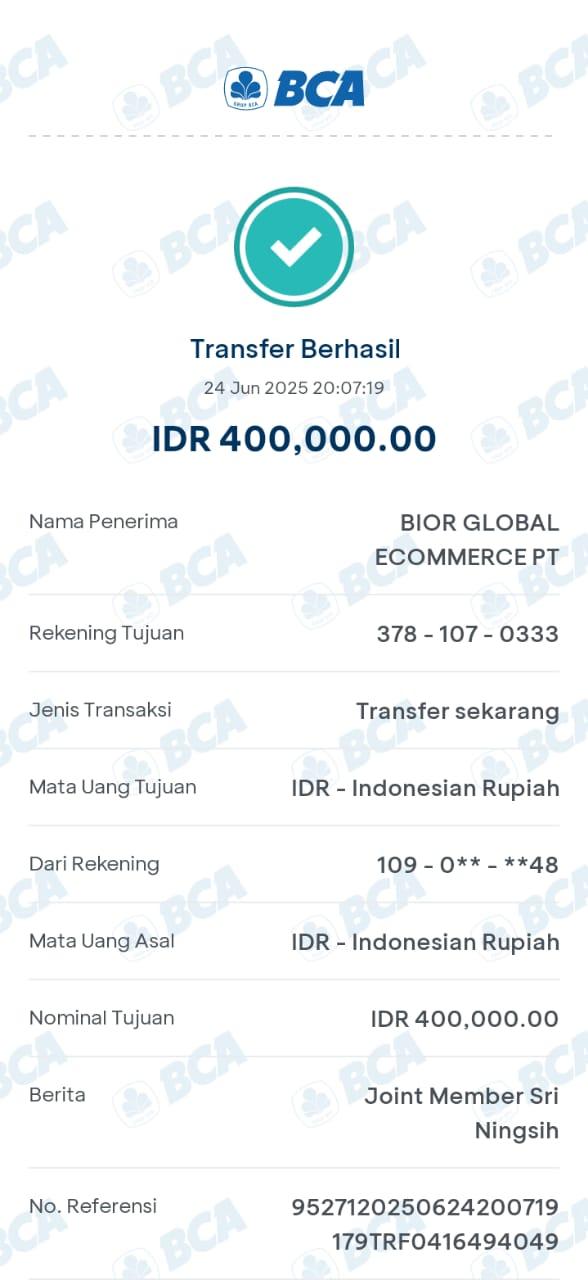 BCA
Transfer Berhasil
24 Jun 2025 20:07:19
IDR 400,000.00
Nama Penerima
BIOR GLOBAL
ECOMMERCE PT
Rekening Tujuan
378 - 107 - 0333
Jenis Transaksi
Transfer sekarang
Mata Uang Tujuan
IDR - Indonesian Rupiah
Dari Rekening
109 - 0** - **48
Mata Uang Asal
IDR - Indonesian Rupiah
Nominal Tujuan
IDR 400,000.00
Berita
Joint Member Sri
Ningsih
No. Referensi
9527120250624200719
179TRF0416494049